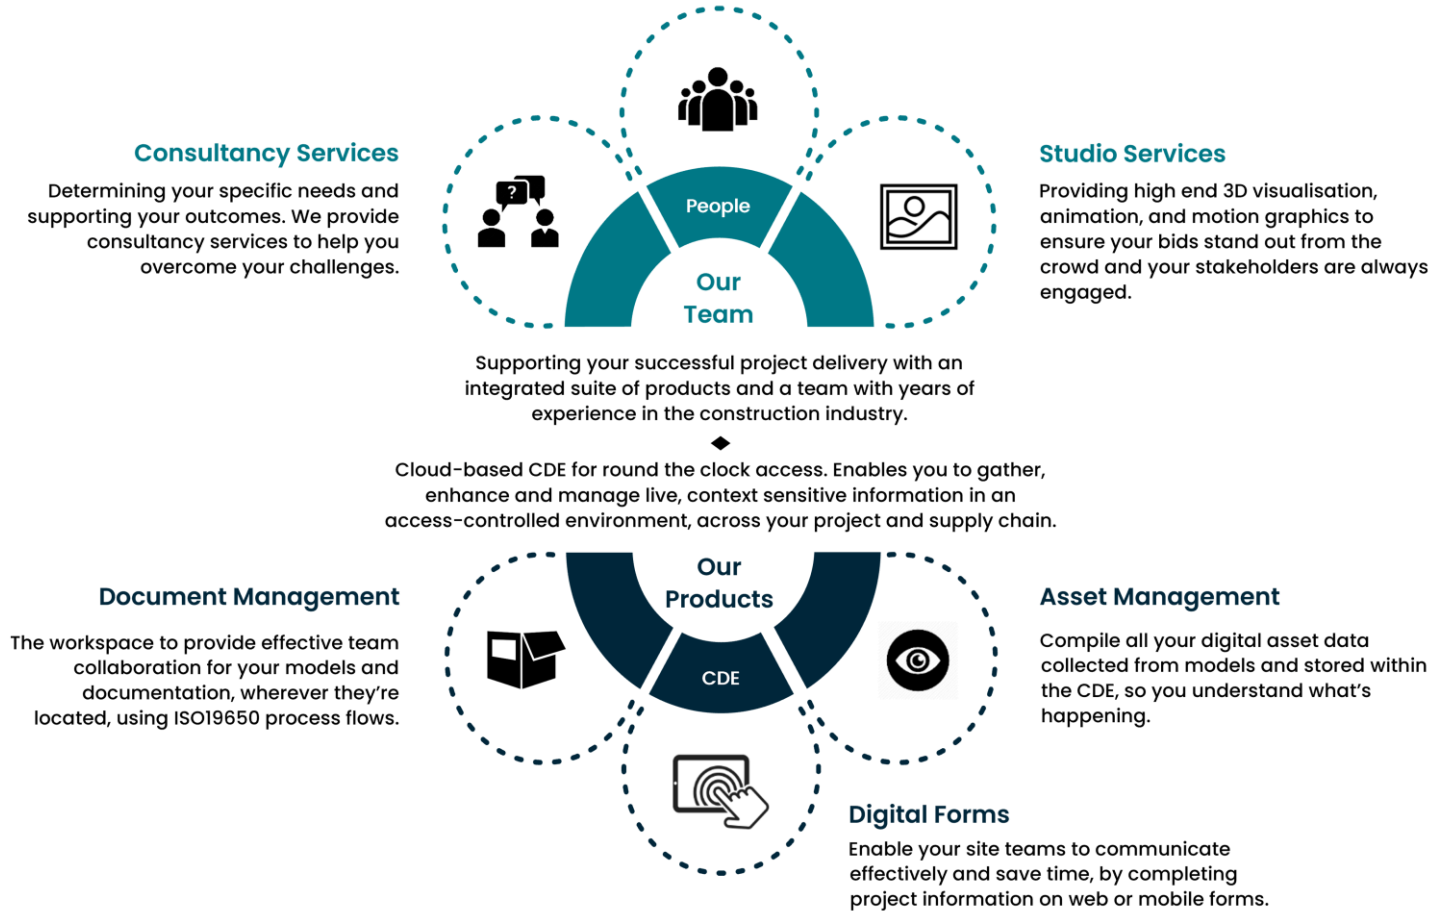 Consultancy Services
Determining your specific needs and
supporting your outcomes. We provide
consultancy services to help you
overcome your challenges.
?
People
Our
Team
Studio Services
Providing high end 3D visualisation,
animation, and motion graphics to
ensure your bids stand out from the
crowd and your stakeholders are always
engaged.
Supporting your successful project delivery with an
integrated suite of products and a team with years of
experience in the construction industry.
Cloud-based CDE for round the clock access. Enables you to gather,
enhance and manage live, context sensitive information in an
access-controlled environment, across your project and supply chain.
Our
Products
CDE
Document Management
The workspace to provide effective team
collaboration for your models and
documentation, wherever they’re
located, using ISO19650 process flows.
Asset Management
Compile all your digital asset data
collected from models and stored within
the CDE, so you understand what’s
happening.
Digital Forms
Enable your site teams to communicate
effectively and save time, by completing
project information on web or mobile forms.